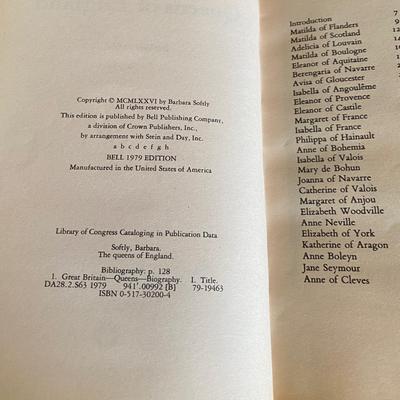 Copyright © MCMLXXVI by Barbara Softly
All rights reserved.
This edition is published by Bell Publishing Company,
a division of Crown Publishers, Inc.,
by arrangement with Stein and Day, Inc.
a b c d e f g h
BELL 1979 EDITION
Manufactured in the United States of America
Library of Congress Cataloging in Publication Data
Softly, Barbara.
The queens of England.
Bibliography: p. 128
1. Great Britain—Queens—Biography. I. Title.
DA28.2.S63 1979 941'.00992 [B] 79-19463
ISBN 0-517-30200-4
Introduction 7
Matilda of Flanders 9
Matilda of Scotland
Adelicia of Louvain
Matilda of Boulogne
Eleanor of Aquitaine
Berengaria of Navarre
Avisa of Gloucester
Isabella of Angoulême
Eleanor of Provence
Eleanor of Castile
Margaret of France
Isabella of France
Philippa of Hainault
Anne of Bohemia
Isabella of Valois
Mary de Bohun
Joanna of Navarre
Catherine of Valois
Margaret of Anjou
Elizabeth Woodville
Anne Neville
Elizabeth of York
Katherine of Aragon
Anne Boleyn
Jane Seymour
Anne of Cleves